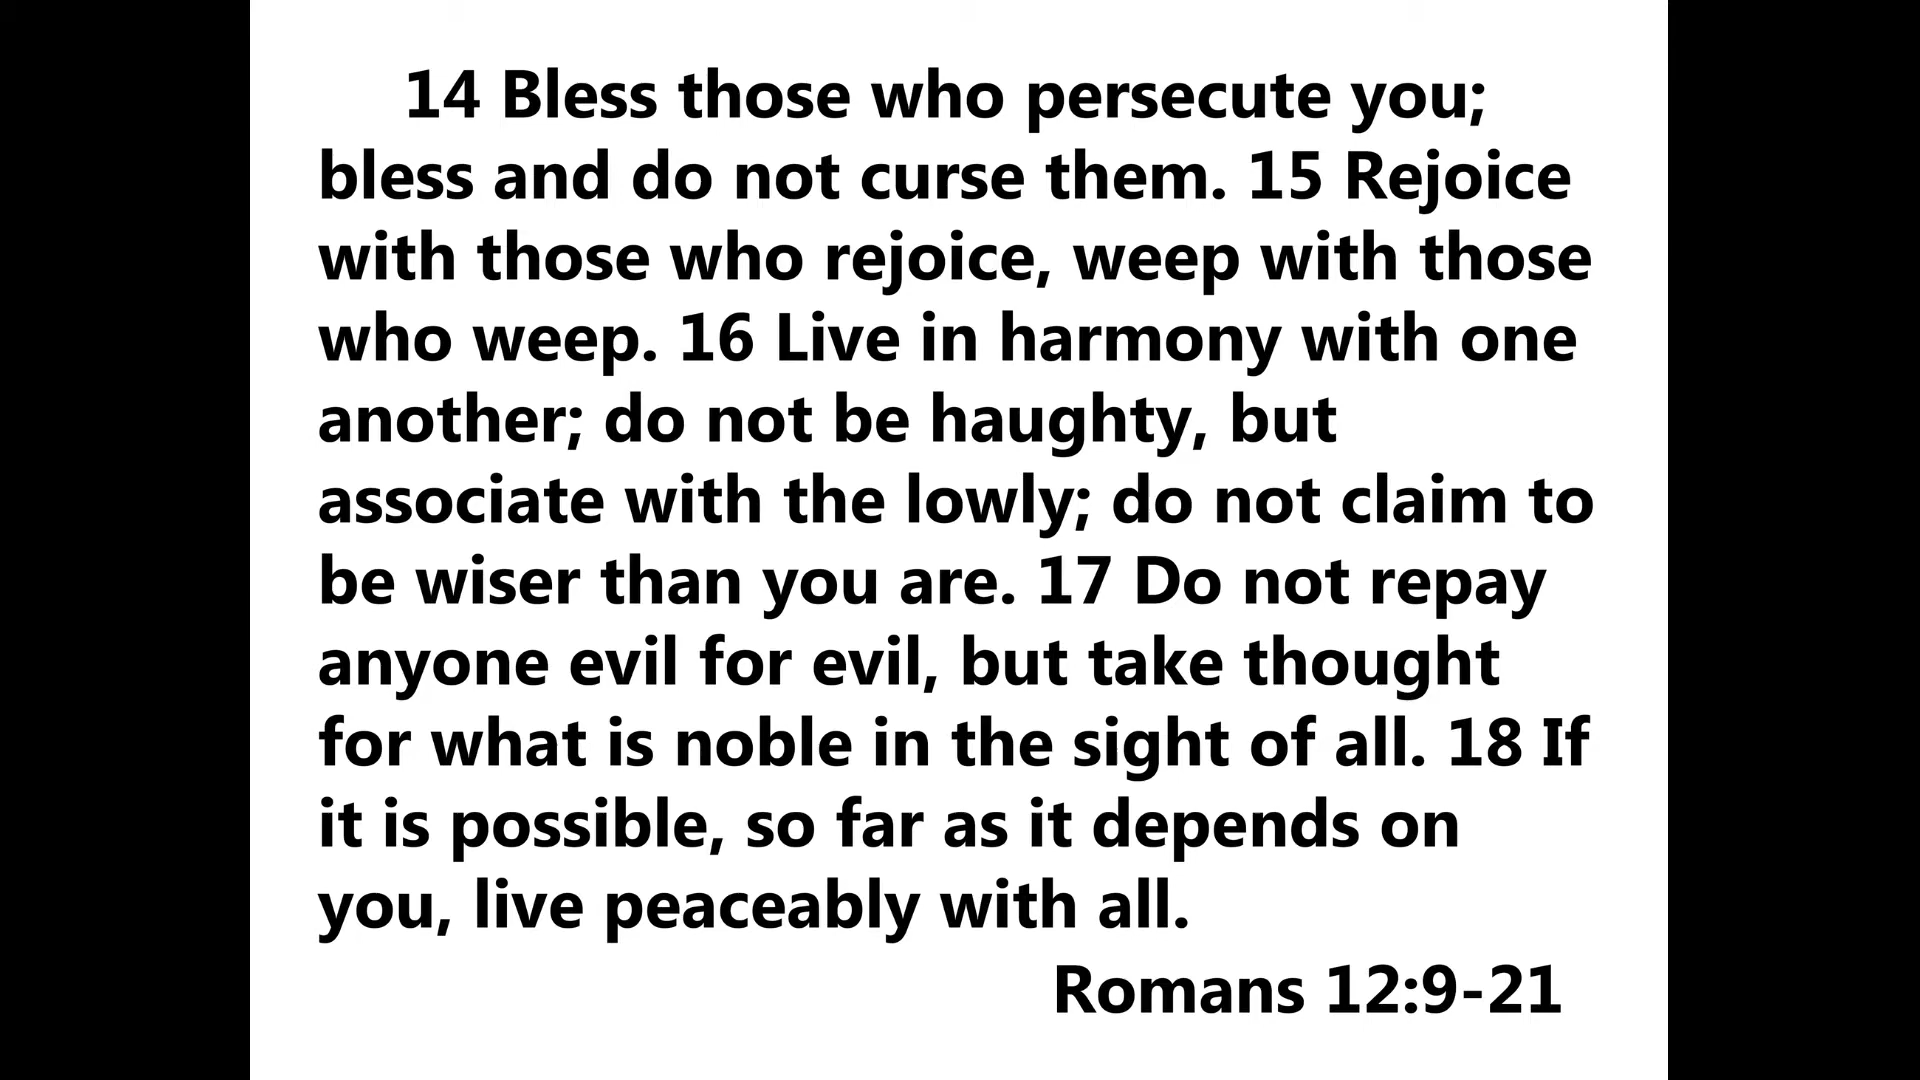 14 Bless those who persecute you;
bless and do not curse them. 15 Rejoice
with those who rejoice, weep with those
who weep. 16 Live in harmony with one
another; do not be haughty, but
associate with the lowly; do not claim to
be wiser than you are. 17 Do not repay
anyone evil for evil, but take thought
for what is noble in the sight of all. 18 If
it is possible, so far as it depends on
you, live peaceably with all.
Romans 12:9-21